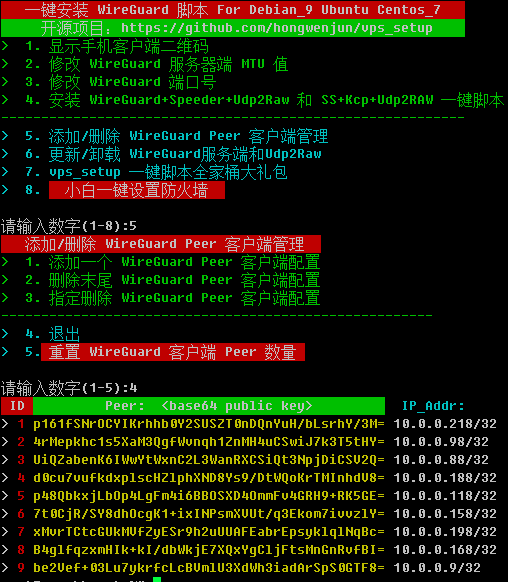 一键安装 WireGuard 脚本 For Debian_9 Ubuntu Centos_7
开源项目: https://github.com/hongwenjun/vps_setup
> 1. 显示手机客户端二维码
> 2. 修改 WireGuard 服务器端 MTU 值
> 3. 修改 WireGuard 端口号
> 4. 安装 WireGuard+Speeder+Udp2Raw 和 SS+Kcp+Udp2RAW 一键脚本
----------------------------------------------------------
> 5. 添加/删除 WireGuard Peer 客户端管理
> 6. 更新/卸载 WireGuard服务端和Udp2Raw
> 7. vps_setup 一键脚本全家桶大礼包
> 8. 小白一键设置防火墙
请输入数字(1-8):5
添加/删除 WireGuard Peer 客户端管理
> 1. 添加一个 WireGuard Peer 客户端配置
> 2. 删除末尾 WireGuard Peer 客户端配置
> 3. 指定删除 WireGuard Peer 客户端配置
------------------------------------------------------
> 4. 退出
> 5. 重置 WireGuard 客户端 Peer 数量
请输入数字(1-5):4
ID Peer: <base64 public key> IP_Addr:
> 1 p161FSNrOCYIKrhhb0Y2SUSZT0nDQnYuH/bLsrhY/3M= 10.0.0.218/32
> 2 4rMepkhc1s5XaM3QgfWvnqh1ZnMH4uCSwiJ7k3T5tHY= 10.0.0.98/32
> 3 UiQZabenK6IWwYtWxnC2L3WanRXCSiQt3NpjDiCSV2Q= 10.0.0.88/32
> 4 d0cu7vufkdxplscHZlphXND8Ys9/DtWQoKrTMInhdV8= 10.0.0.188/32
> 5 p48QbkxjLbOp4LgFm4i6BBOSXD4OmmFv4GRH9+RK5GE= 10.0.0.118/32
> 6 7t0CjR/SY8dhOcgK1+ixINPsmXVUt/q3Ekom7ivvzlY= 10.0.0.158/32
> 7 xMvrTCtcGUkMVfZyESr9h2uUUAFEabrEpsyklqlNqBc= 10.0.0.198/32
> 8 B4glfqzxmHIk+kI/dbWkjE7XQxYgCljFtsMnGnRvfBI= 10.0.0.168/32
> 9 be2Vef+03Lu7ykrfcLcBVmlU3XdWh3iadArSpS0GTF8= 10.0.0.9/32